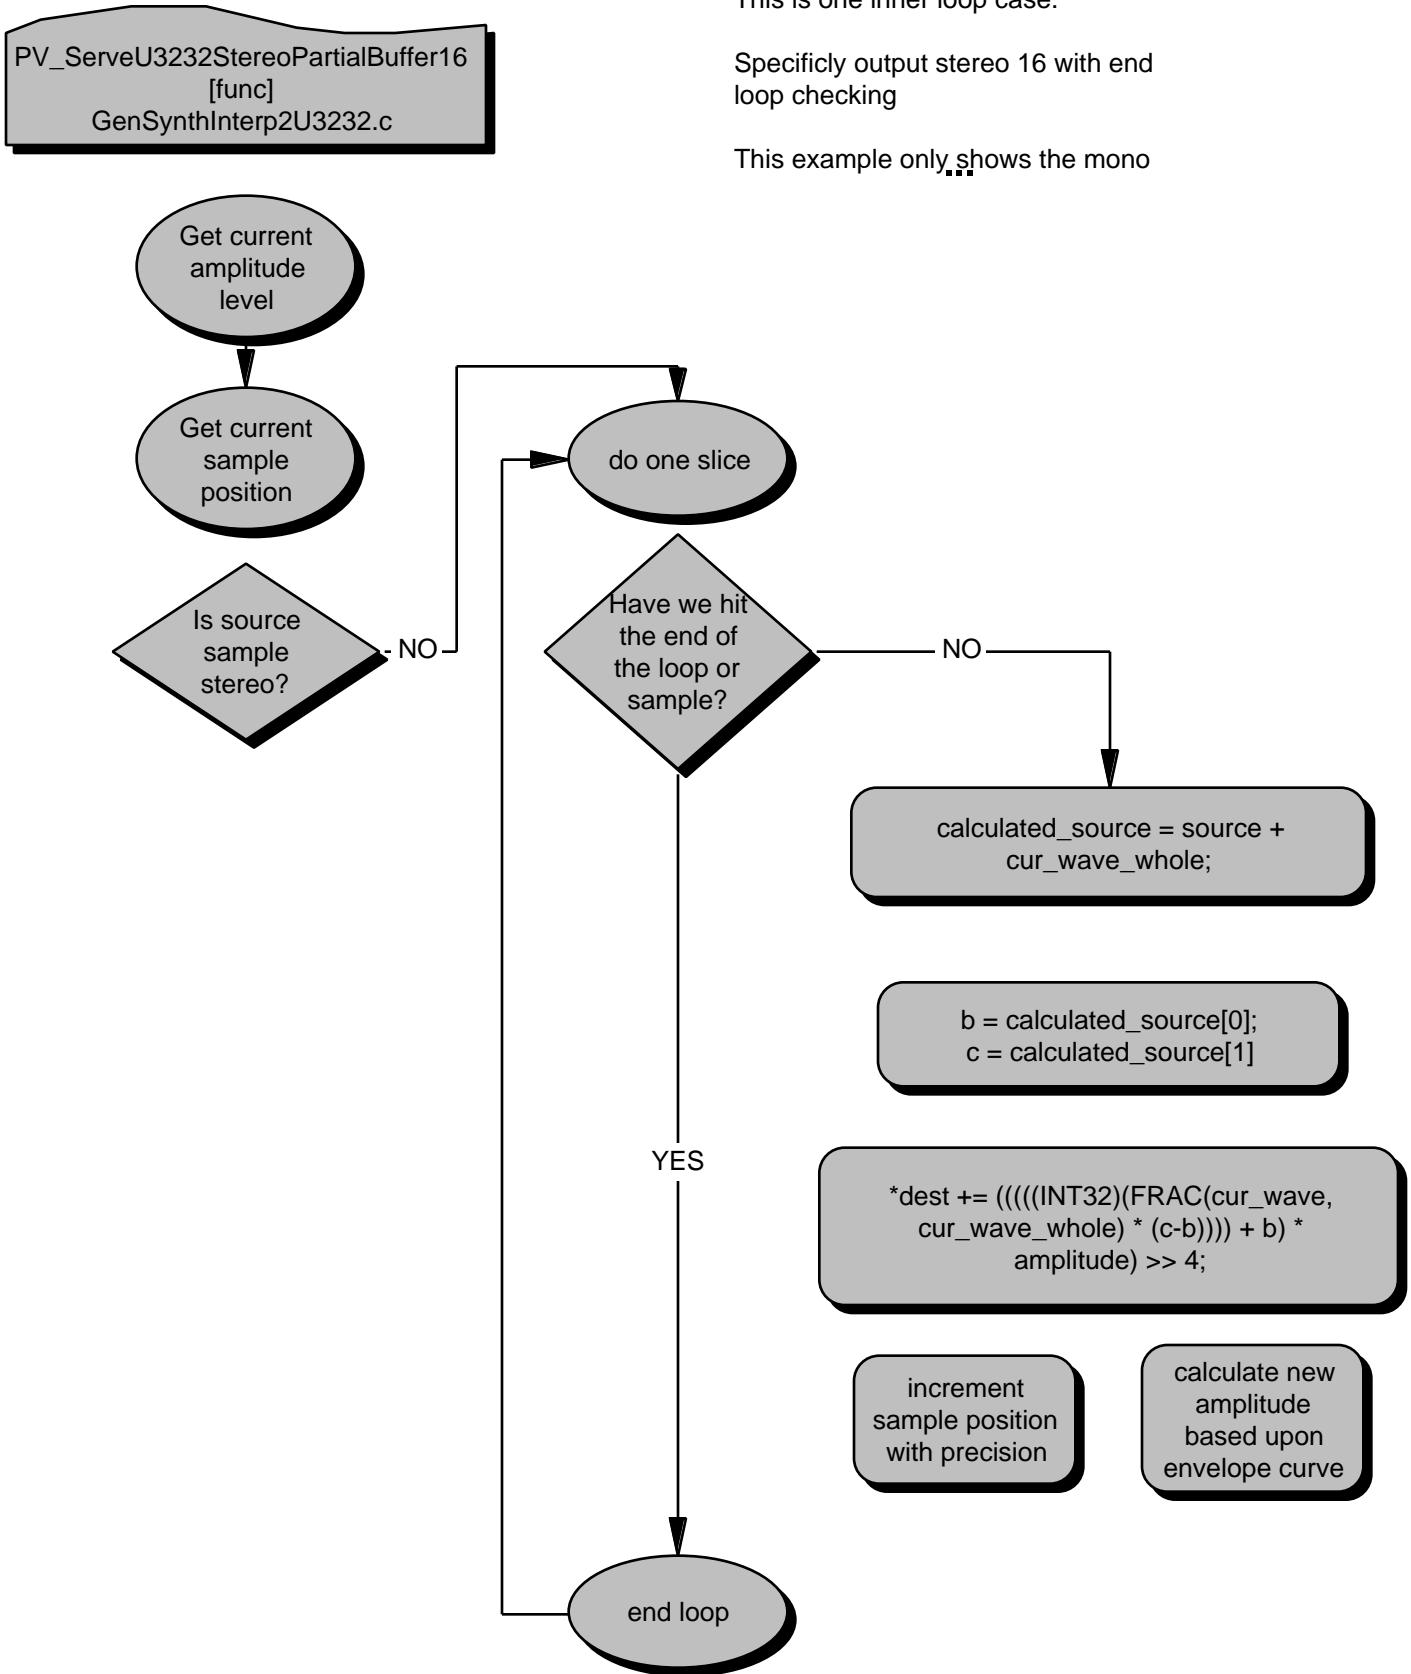 This is one inner loop case.
PV_ServeU3232StereoPartialBuffer16
[func]
GenSynthInterp2U3232.c
Specificly output stereo 16 with end
loop checking
This example only shows the mono
Get current
amplitude
level
Get current
sample
position
do one slice
Is source
sample
stereo?
NO
Have we hit
the end of
the loop or
sample?
NO
calculated_source = source +
cur_wave_whole;
b = calculated_source[0];
c = calculated_source[1]
YES
*dest += (((((INT32)(FRAC(cur_wave,
cur_wave_whole) * (c-b)))) + b) *
amplitude) >> 4;
increment
sample position
with precision
calculate new
amplitude
based upon
envelope curve
end loop